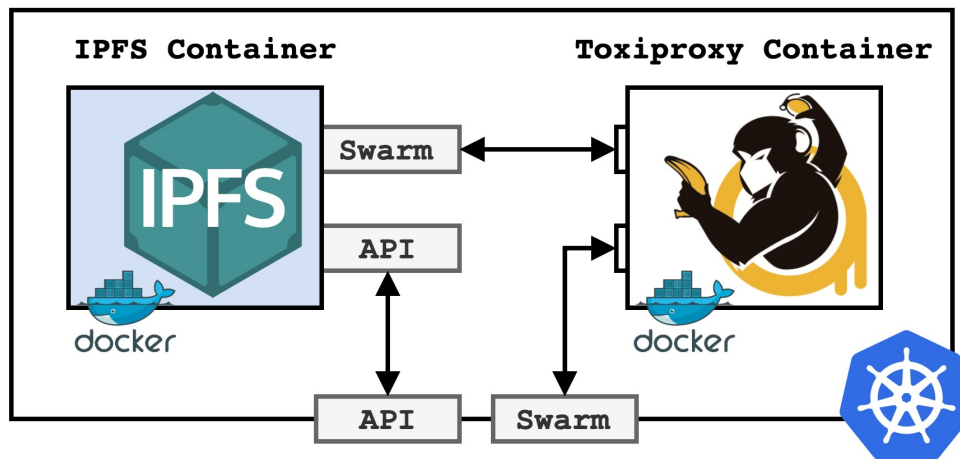 IPFS Container
Toxiproxy Container
Swarm
IPFS
API
docker
docker
API
Swarm